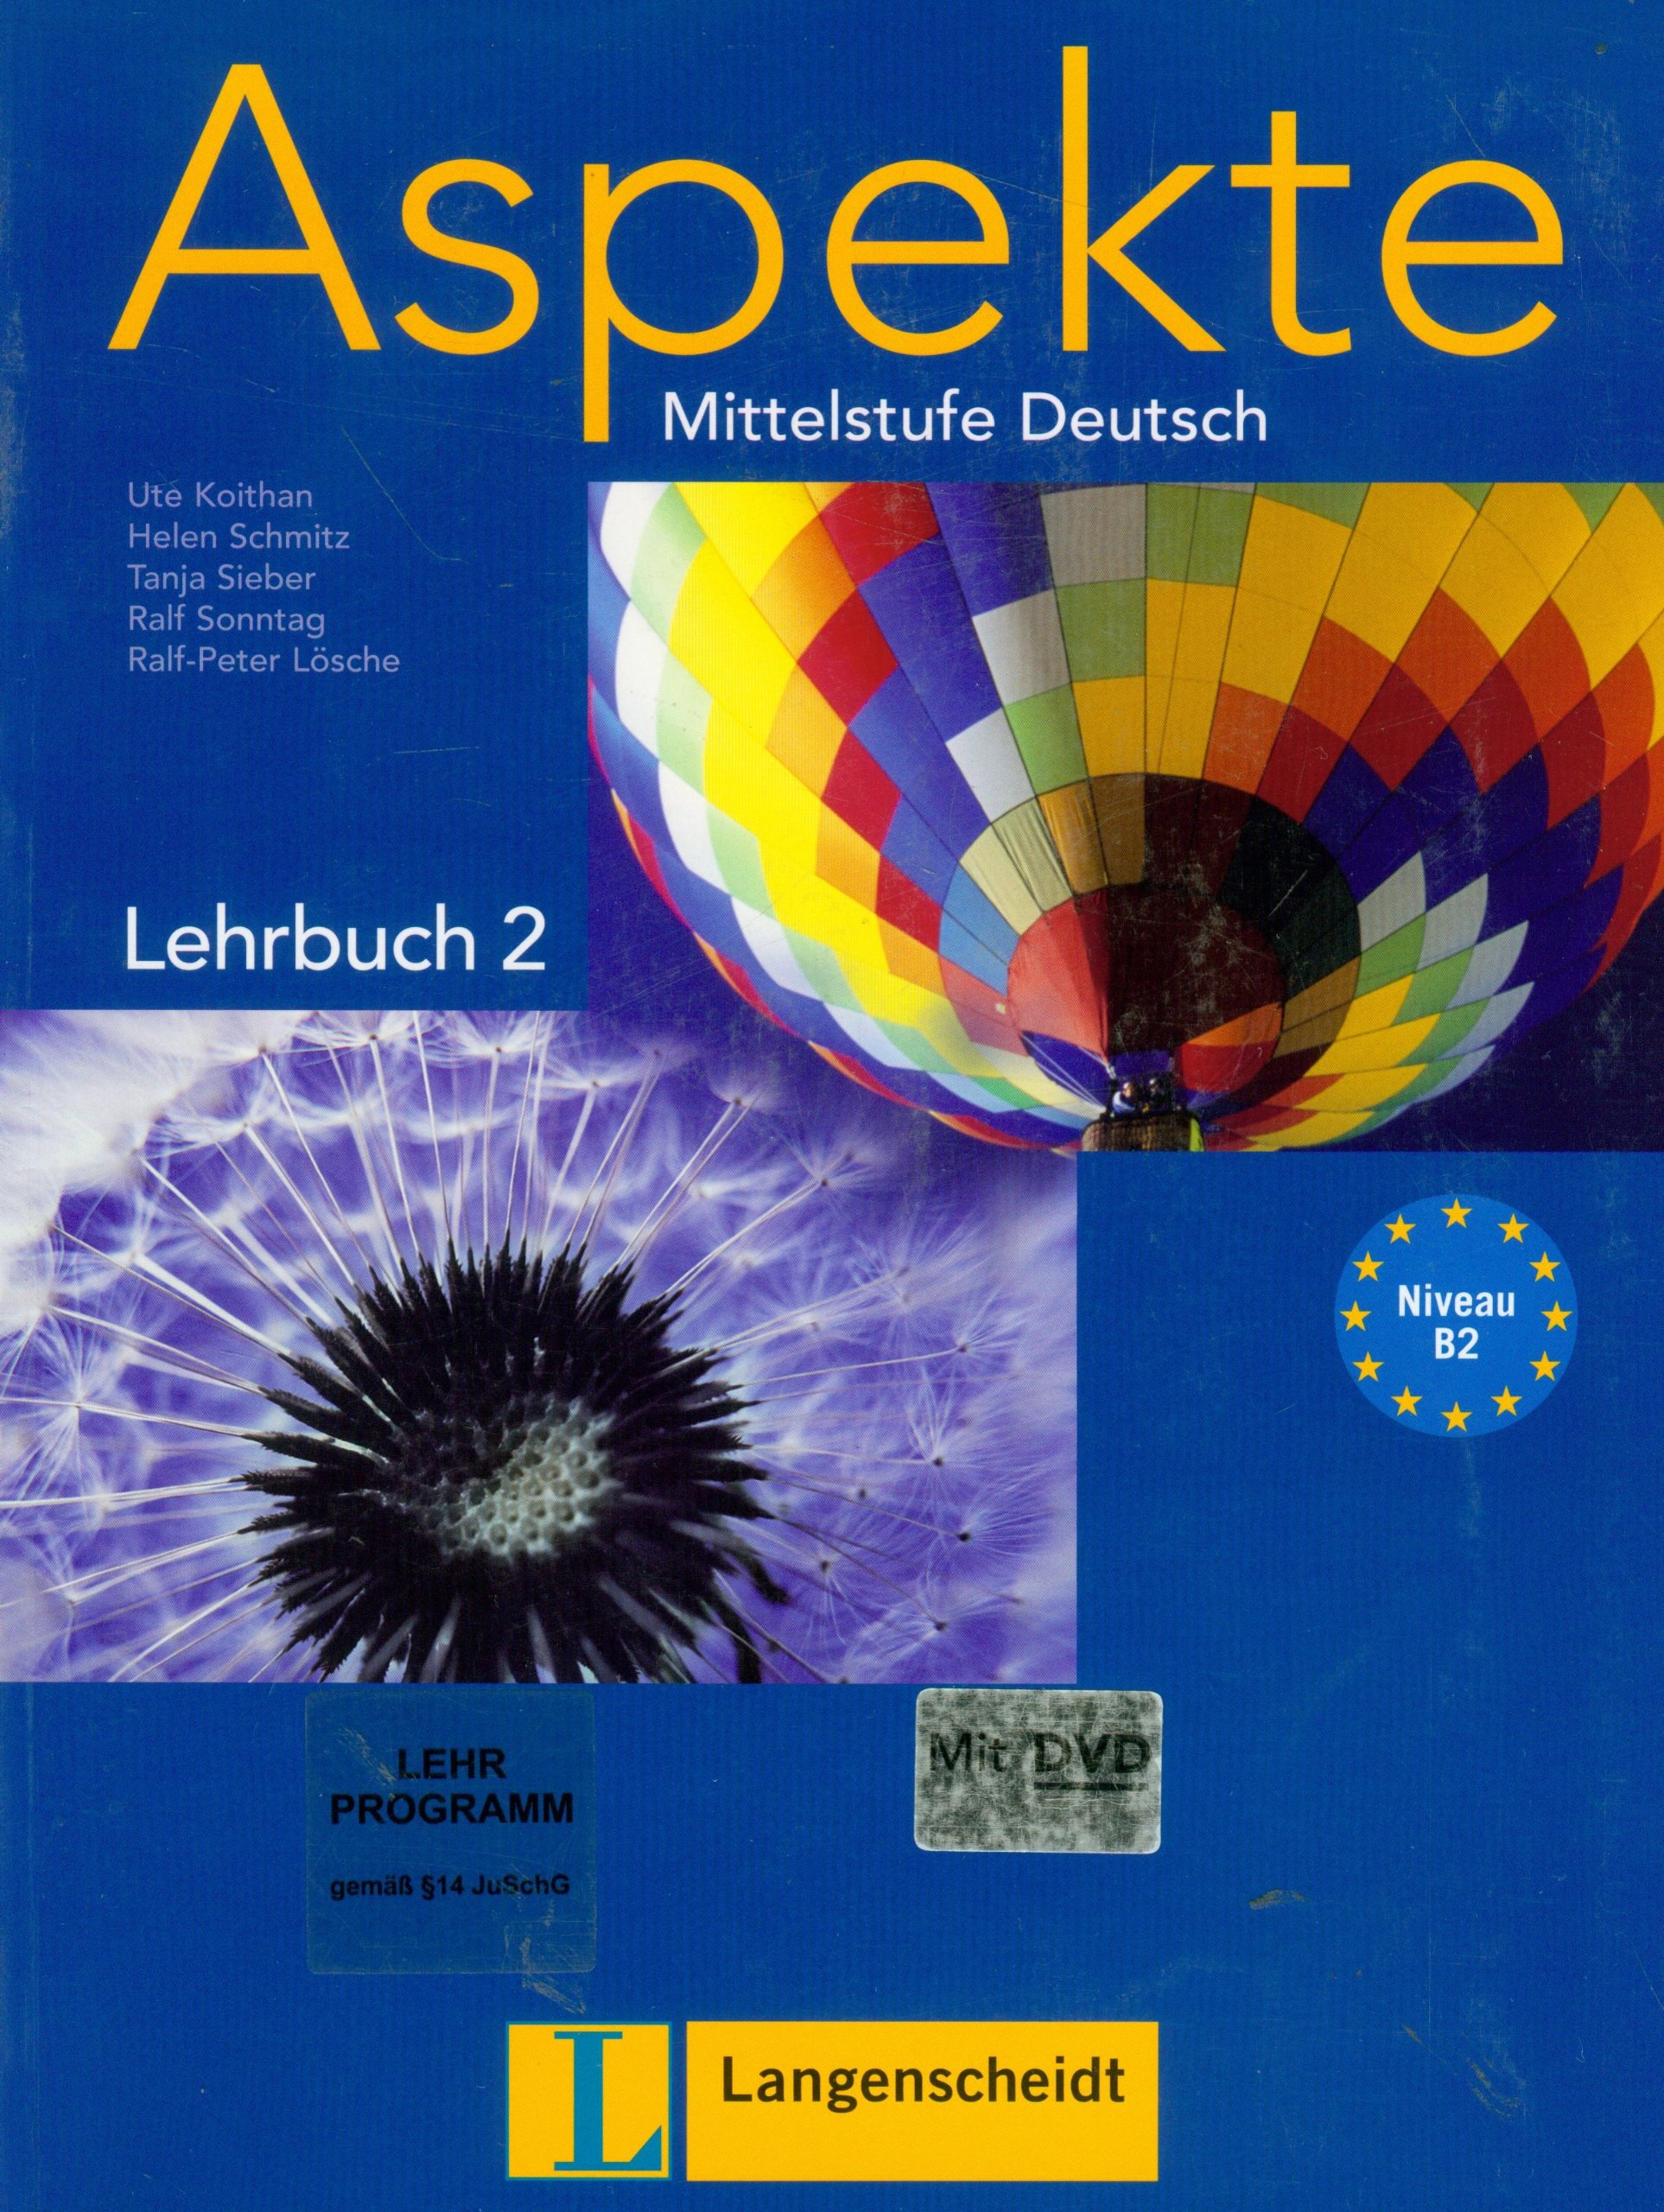 Aspekte
Mittelstufe Deutsch
Ute Koithan
Helen Schmitz
Tanja Sieber
Ralf Sonntag
Ralf-Peter Lösche
Lehrbuch 2
Niveau
B2
LEHR
PROGRAMM
gemäß §14 JuSchG
Mit DVD
L
Langenscheidt